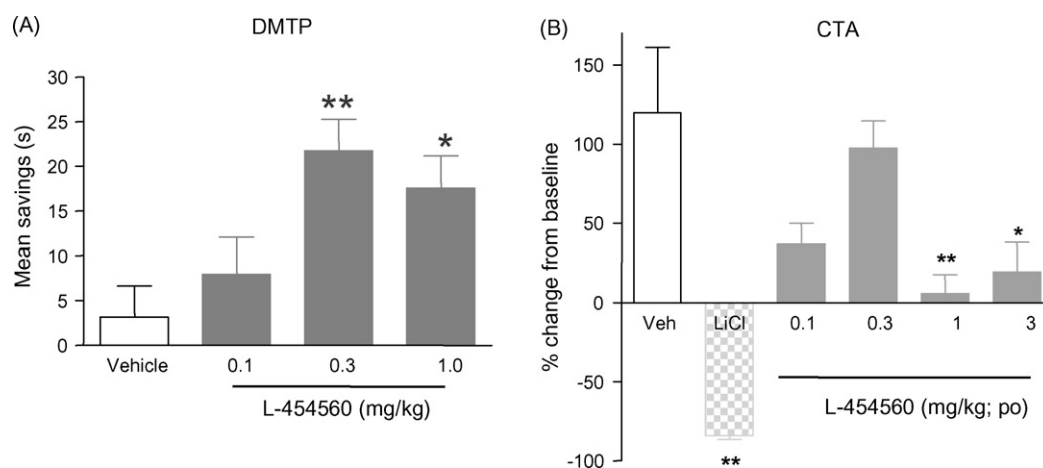 (A)
DMTP
Mean savings (s)
30
25
20
15
10
5
0
**
*
Vehicle
0.1
0.3
1.0
L-454560 (mg/kg)
(B)
CTA
% change from baseline
150
100
50
0
-50
-100
Veh
LiCl
0.1
0.3
1
3
**
*
**
L-454560 (mg/kg; po)